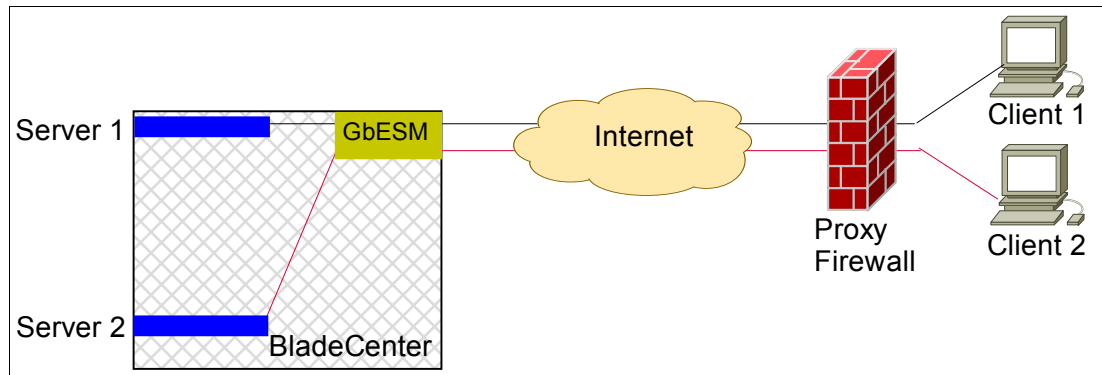 Server 1
GbESM
Internet
Client 1
Proxy
Firewall
Client 2
Server 2
BladeCenter